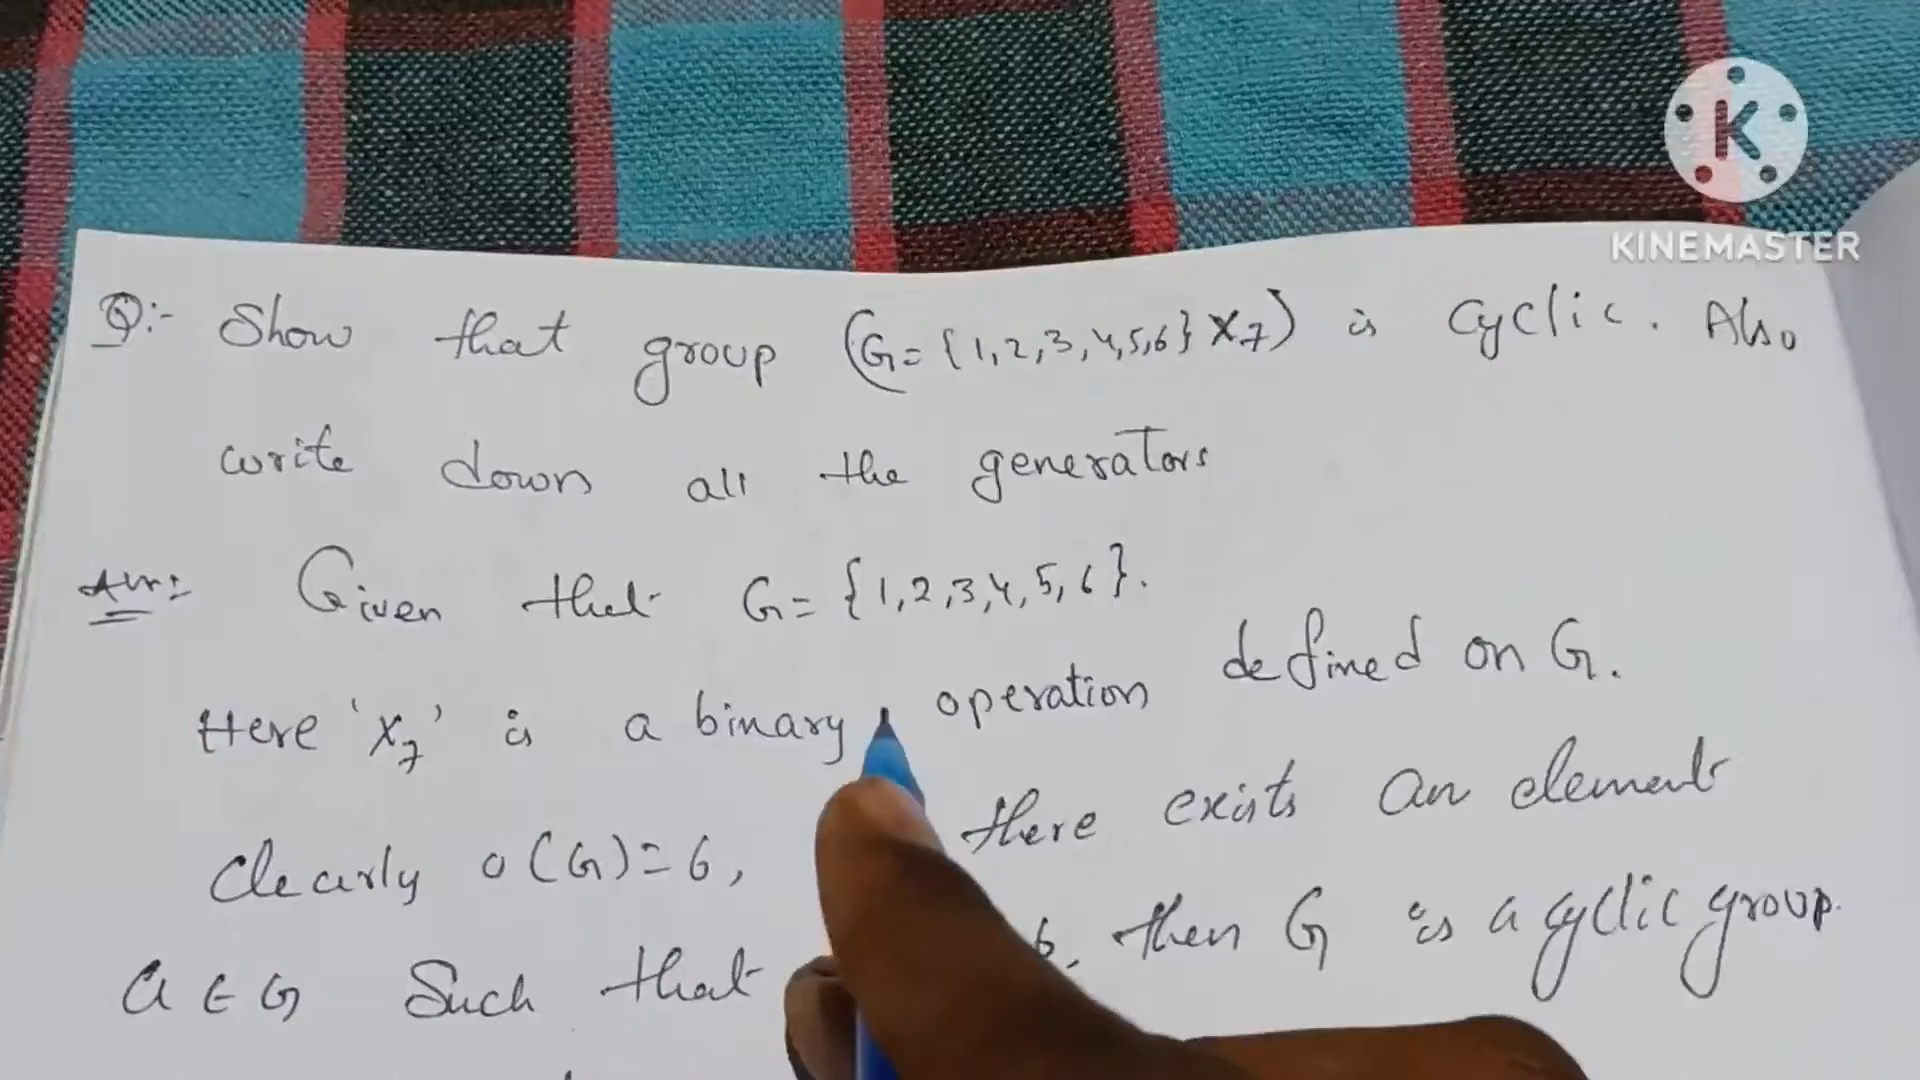 K
KINEMASTER
Q:- Show that group (G = {1,2,3,4,5,6} X7) is cyclic. Also
write down all the generators
Ans: Given that G = {1,2,3,4,5,6}.
Here 'X7' is a binary operation defined on G.
Clearly o(G) = 6, there exists an element
a ∈ G Such that 6, then G is a cyclic group.